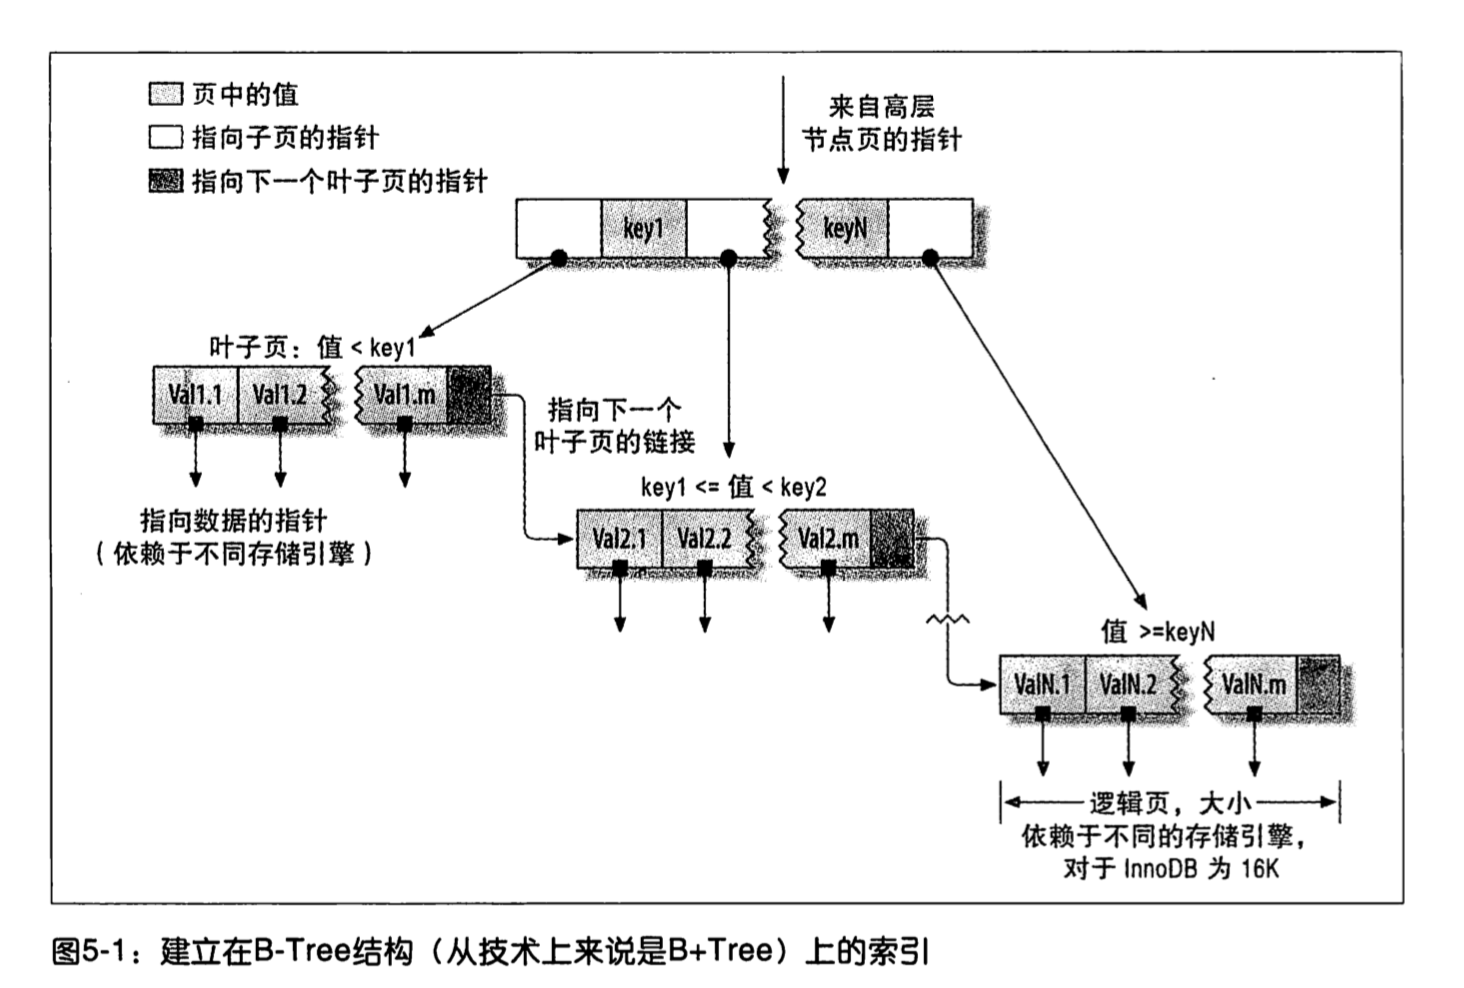 页中的值
指向子页的指针
指向下一个叶子页的指针
来自高层
节点页的指针
key1
keyN
叶子页：值 < key1
Val1.1
Val1.2
Val1.m
指向下一个
叶子页的链接
指向数据的指针
（依赖于不同存储引擎）
key1 <= 值 < key2
Val2.1
Val2.2
Val2.m
值 >=keyN
ValN.1
ValN.2
ValN.m
逻辑页，大小
依赖于不同的存储引擎，
对于 InnoDB 为 16K
图5-1：建立在B-Tree结构（从技术上来说是B+Tree）上的索引